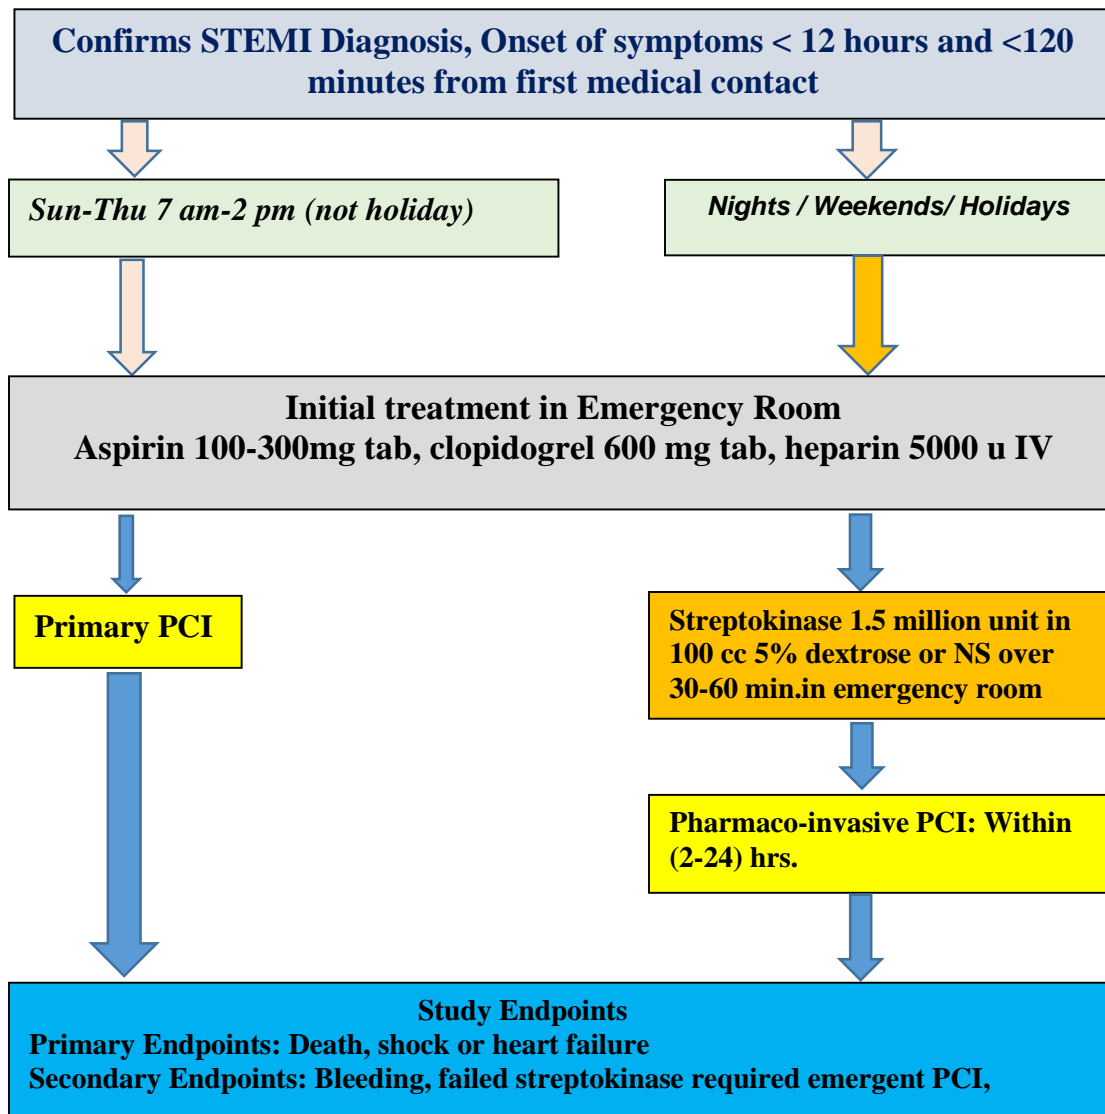 Confirms STEMI Diagnosis, Onset of symptoms < 12 hours and <120
minutes from first medical contact
Sun-Thu 7 am-2 pm (not holiday)
Nights / Weekends/ Holidays
Initial treatment in Emergency Room
Aspirin 100-300mg tab, clopidogrel 600 mg tab, heparin 5000 u IV
Primary PCI
Streptokinase 1.5 million unit in
100 cc 5% dextrose or NS over
30-60 min.in emergency room
Pharmaco-invasive PCI: Within
(2-24) hrs.
Study Endpoints
Primary Endpoints: Death, shock or heart failure
Secondary Endpoints: Bleeding, failed streptokinase required emergent PCI,